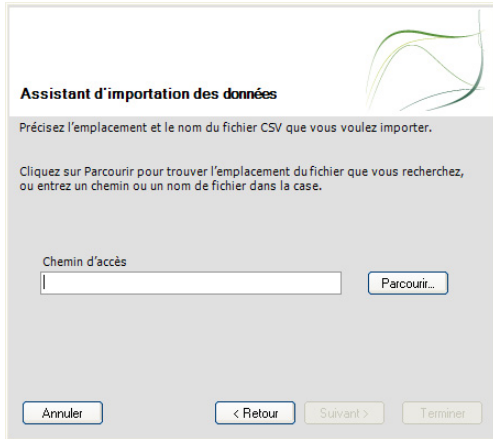 Assistant d'importation des données
Précisez l'emplacement et le nom du fichier CSV que vous voulez importer.
Cliquez sur Parcourir pour trouver l'emplacement du fichier que vous recherchez,
ou entrez un chemin ou un nom de fichier dans la case.
Chemin d'accès
Parcourir...
Annuler
< Retour
Suivant >
Terminer